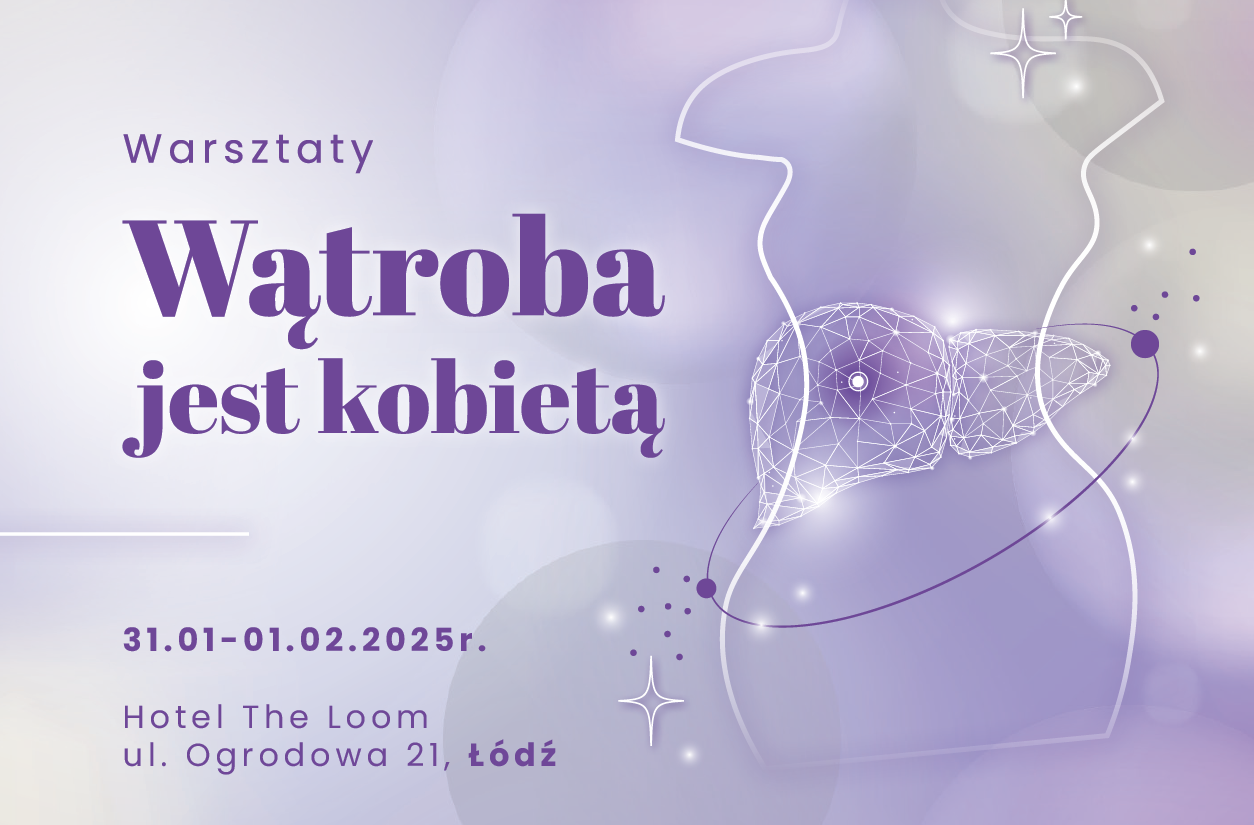 Warsztaty
Wątroba
jest kobietą
31.01-01.02.2025r.
Hotel The Loom
ul. Ogrodowa 21, Łódź